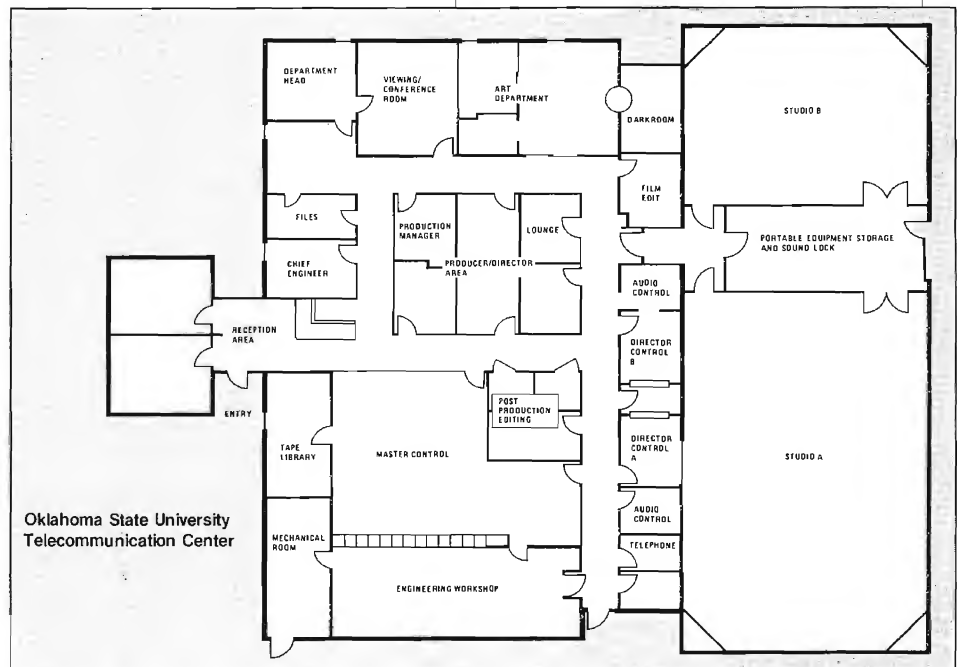 DEPARTMENT
HEAD
VIEWING/
CONFERENCE
ROOM
ART
DEPARTMENT
DARKROOM
STUDIO B
FILM
EDIT
FILES
PRODUCTION
MANAGER
LOUNGE
PORTABLE EQUIPMENT STORAGE
AND SOUND LOCK
CHIEF
ENGINEER
PRODUCER/DIRECTOR
AREA
AUDIO
CONTROL
RECEPTION
AREA
DIRECTOR
CONTROL
B
ENTRY
POST
PRODUCTION
EDITING
TAPE
LIBRARY
MASTER CONTROL
DIRECTOR
CONTROL
A
STUDIO A
Oklahoma State University
Telecommunication Center
MECHANICAL
ROOM
AUDIO
CONTROL
TELEPHONE
ENGINEERING WORKSHOP